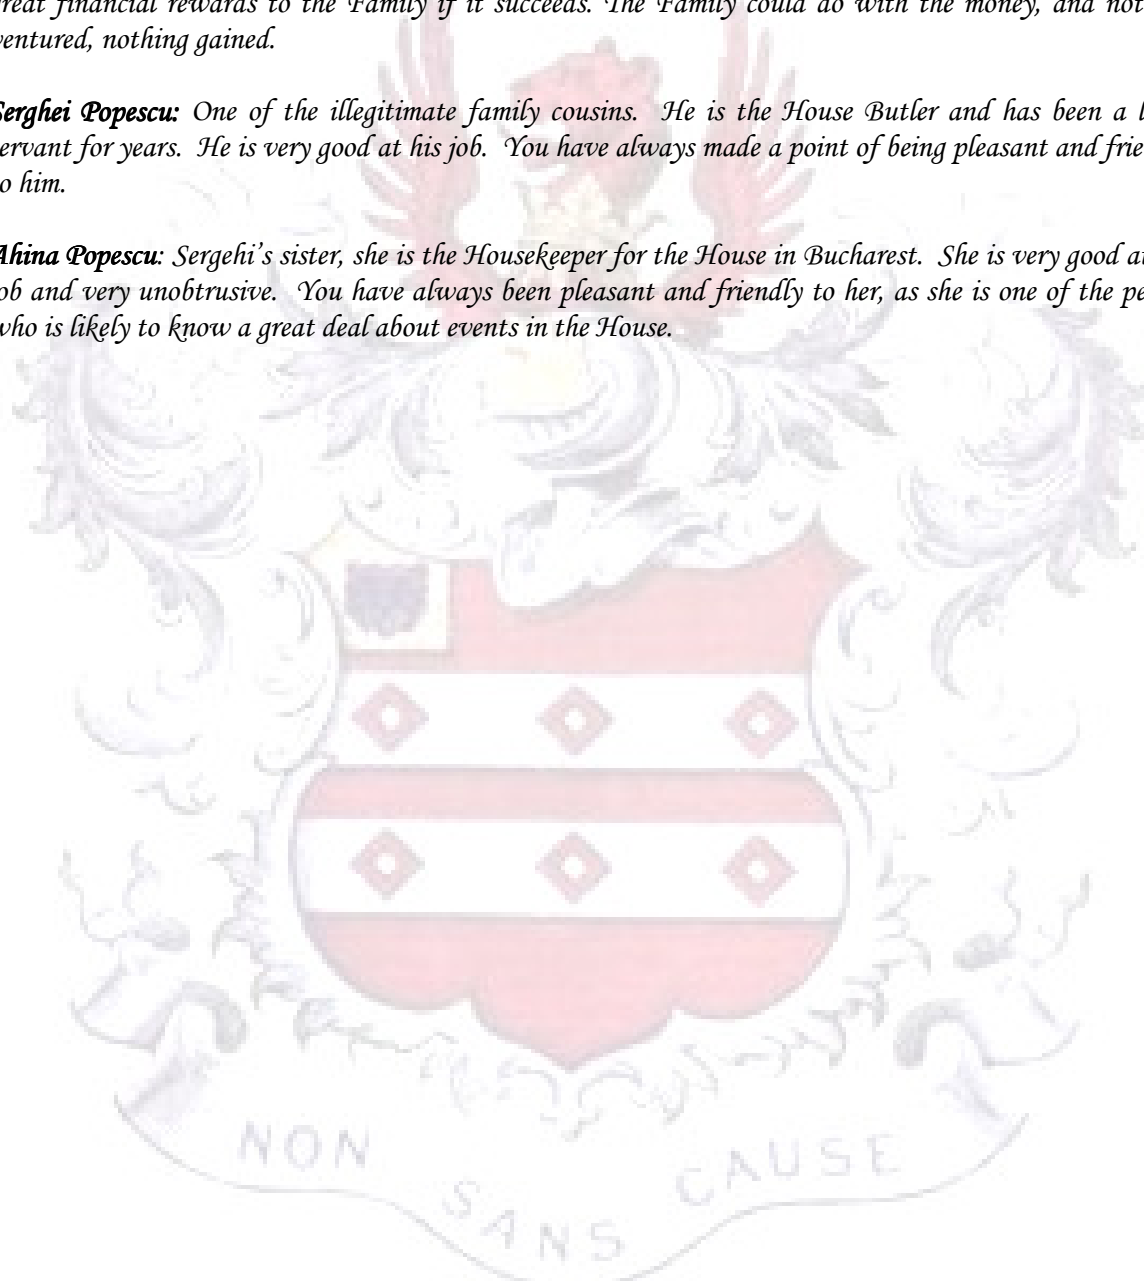 great financial rewards to the Family if it succeeds. The Family could do with the money, and
ventured, nothing gained.
Serghei Popescu: One of the illegitimate family cousins. He is the House Butler and has been a
servant for years. He is very good at his job. You have always made a point of being pleasant and
to him.
Ahina Popescu: Sergehi’s sister, she is the Housekeeper for the House in Bucharest. She is very good at
job and very unobtrusive. You have always been pleasant and friendly to her, as she is one of the
who is likely to know a great deal about events in the House.
NON SANS CAUSE